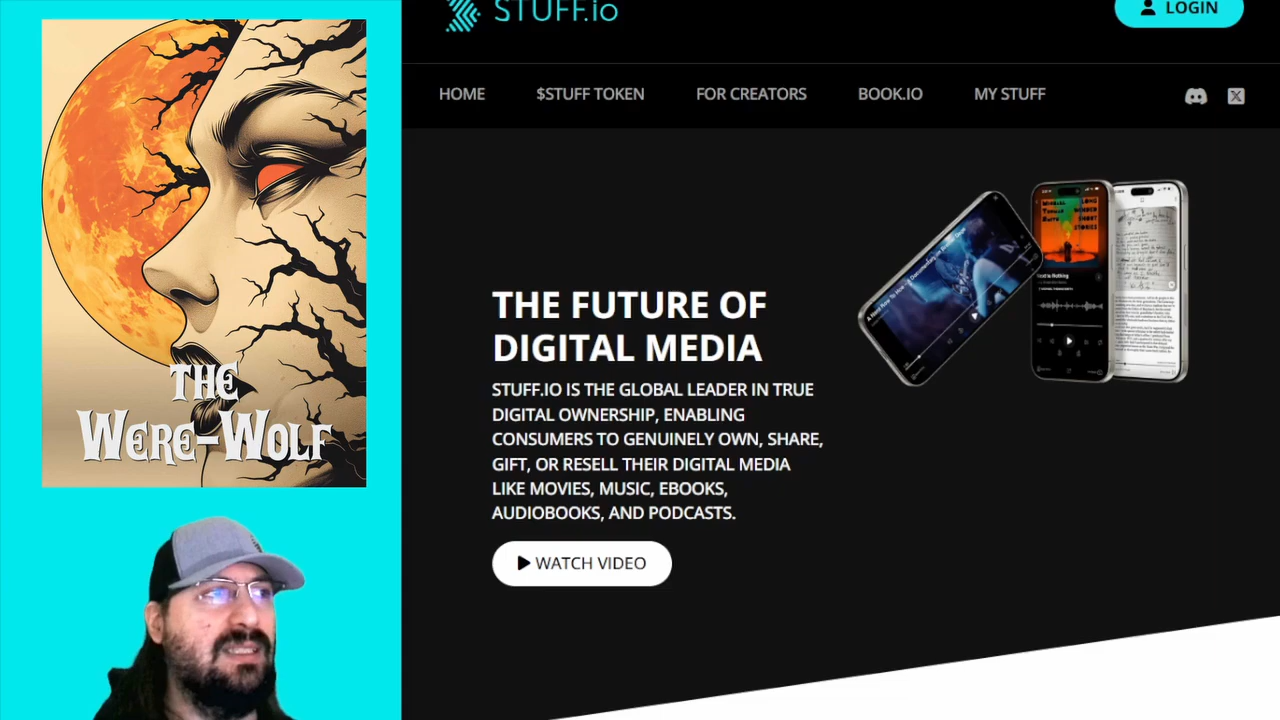 THE
WERE-WOLF
STUFF.io
LOGIN
HOME
$STUFF TOKEN
FOR CREATORS
BOOK.IO
MY STUFF
THE FUTURE OF
DIGITAL MEDIA
STUFF.IO IS THE GLOBAL LEADER IN TRUE
DIGITAL OWNERSHIP, ENABLING
CONSUMERS TO GENUINELY OWN, SHARE,
GIFT, OR RESELL THEIR DIGITAL MEDIA
LIKE MOVIES, MUSIC, EBOOKS,
AUDIOBOOKS, AND PODCASTS.
WATCH VIDEO